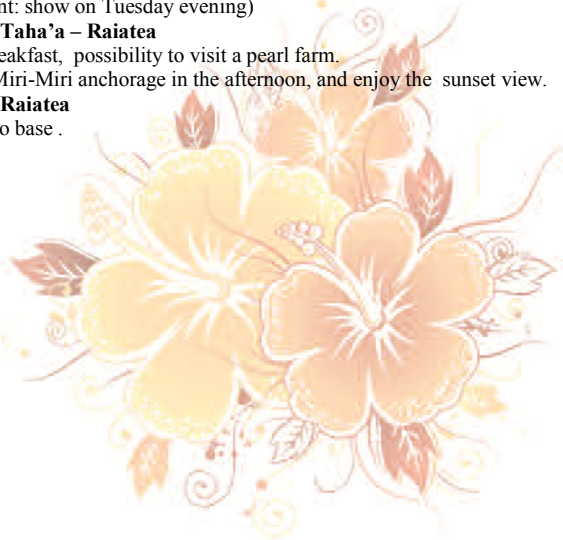 nt: show on Tuesday evening)
Taha’a – Raiatea
eakfast,  possibility to visit a pearl farm.
Miri-Miri anchorage in the afternoon, and enjoy the  sunset view.
Raiatea
o base .